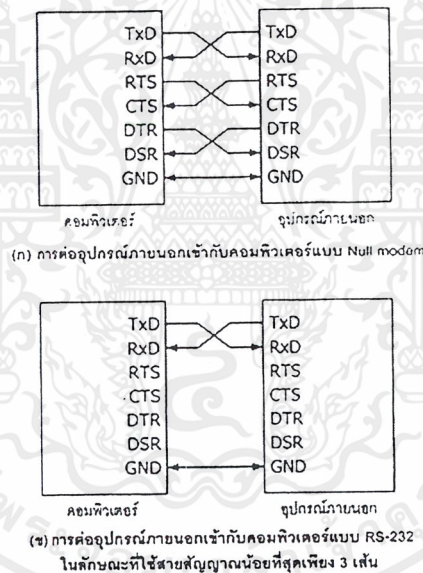 TxD TxD
RxD RxD
RTS RTS
CTS CTS
DTR DTR
DSR DSR
GND GND
คอมพิวเตอร์ อุปกรณ์ภายนอก
(ก) การต่ออุปกรณ์ภายนอกเข้ากับคอมพิวเตอร์แบบ Null modem
TxD TxD
RxD RxD
RTS RTS
CTS CTS
DTR DTR
DSR DSR
GND GND
คอมพิวเตอร์ อุปกรณ์ภายนอก
(ข) การต่ออุปกรณ์ภายนอกเข้ากับคอมพิวเตอร์แบบ RS-232
ในลักษณะที่ใช้สายสัญญาณน้อยที่สุดเพียง 3 เส้น